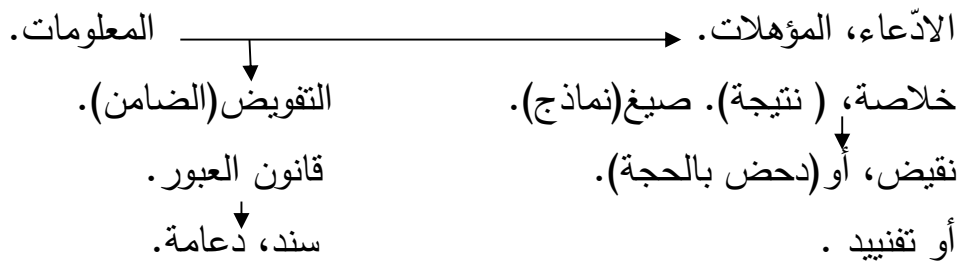 الادّعاء، المؤهلات. المعلومات.
خلاصة، ( نتيجة). صيغ(نماذج). التفويض(الضامن).
نقيض، أو(دحض بالحجة). قانون العبور.
أو تفنييد . سند، دعامة.